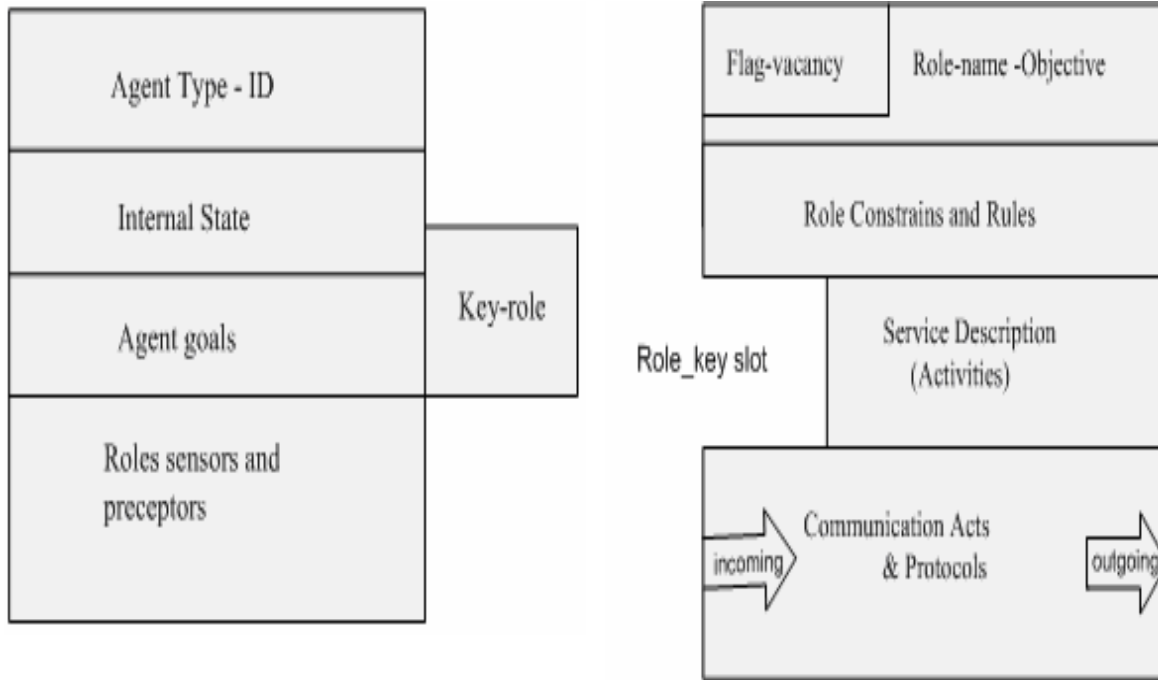 Agent Type - ID
Internal State
Agent goals
Key-role
Roles sensors and
preceptors
Flag-vacancy
Role-name -Objective
Role Constrains and Rules
Role_key slot
Service Description
(Activities)
Communication Acts
& Protocols
incoming
outgoing